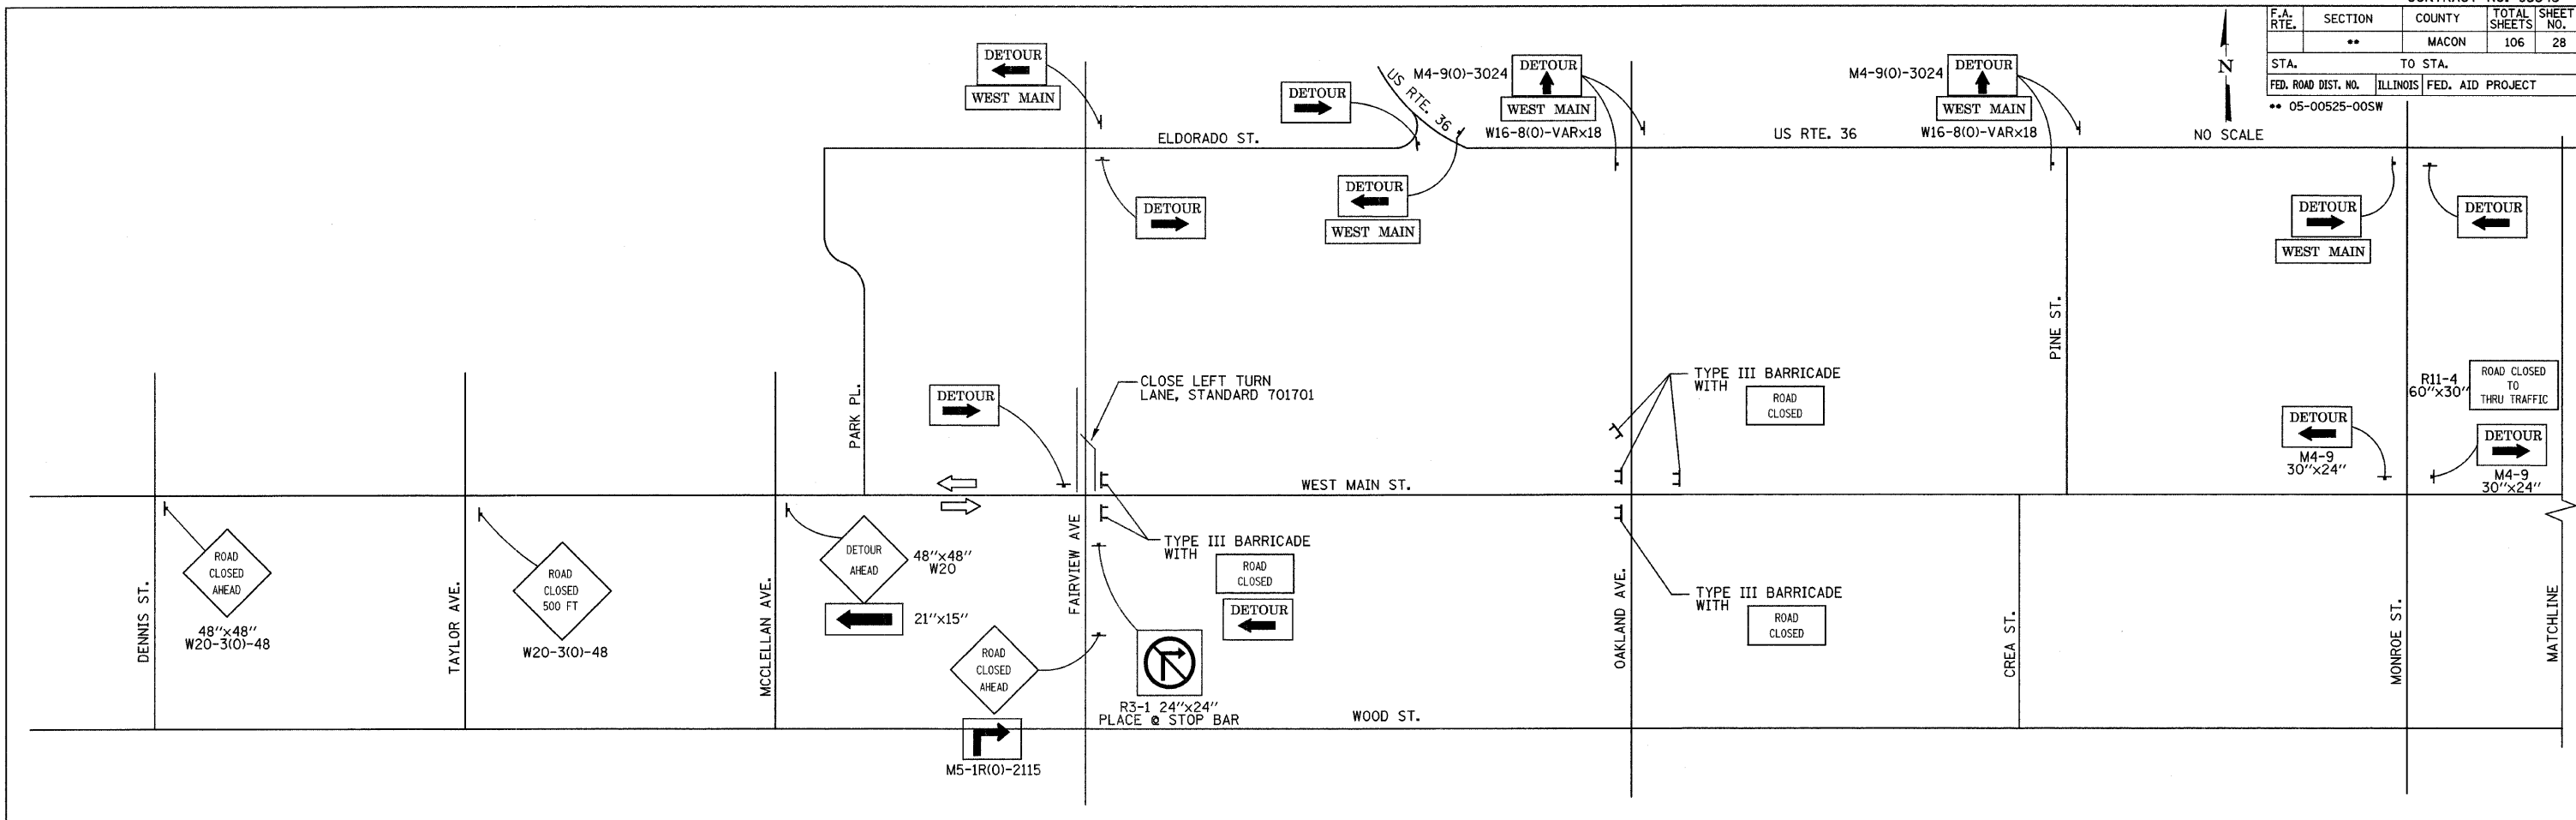 F.A. RTE. SECTION COUNTY TOTAL SHEETS SHEET NO.
** MACON 106 28
STA. TO STA.
FED. ROAD DIST. NO. ILLINOIS FED. AID PROJECT
** 05-00525-00SW
N
NO SCALE
DETOUR
WEST MAIN
DETOUR
US RTE. 36
M4-9(O)-3024
DETOUR
WEST MAIN
W16-8(O)-VARx18
M4-9(O)-3024
DETOUR
WEST MAIN
W16-8(O)-VARx18
ELDORADO ST.
US RTE. 36
DETOUR
DETOUR
WEST MAIN
DETOUR
WEST MAIN
DETOUR
PARK PL.
DETOUR
CLOSE LEFT TURN
LANE, STANDARD 701701
TYPE III BARRICADE
WITH
ROAD
CLOSED
PINE ST.
R11-4
60"x30"
ROAD CLOSED
TO
THRU TRAFFIC
DETOUR
M4-9
30"x24"
DETOUR
M4-9
30"x24"
WEST MAIN ST.
DENNIS ST.
ROAD
CLOSED
AHEAD
48"x48"
W20-3(O)-48
TAYLOR AVE.
ROAD
CLOSED
500 FT
W20-3(O)-48
MCCLELLAN AVE.
DETOUR
AHEAD
48"x48"
W20
21"x15"
FAIRVIEW AVE
TYPE III BARRICADE
WITH
ROAD
CLOSED
DETOUR
ROAD
CLOSED
AHEAD
M5-1R(O)-2115
R3-1 24"x24"
PLACE @ STOP BAR
WOOD ST.
OAKLAND AVE.
TYPE III BARRICADE
WITH
ROAD
CLOSED
CREA ST.
MONROE ST.
MATCHLINE